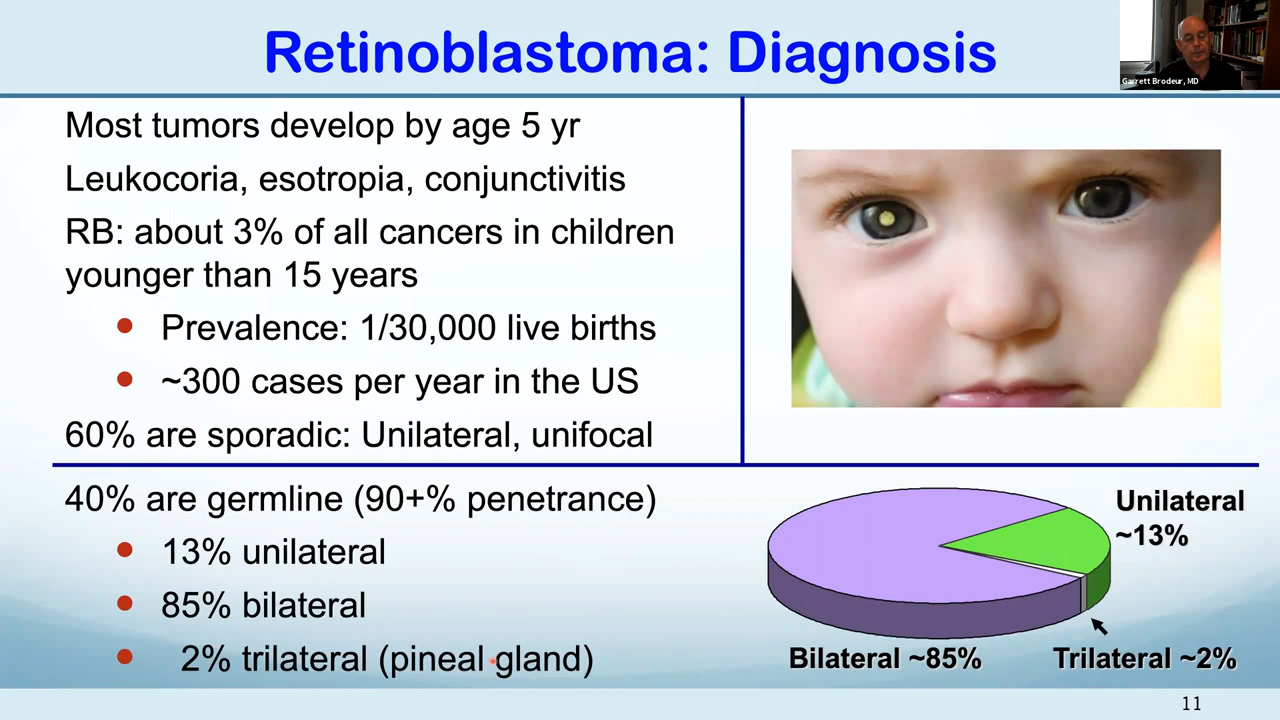 Retinoblastoma: Diagnosis
Garrett Brodeur, MD
Most tumors develop by age 5 yr
Leukocoria, esotropia, conjunctivitis
RB: about 3% of all cancers in children
younger than 15 years
• Prevalence: 1/30,000 live births
• ~300 cases per year in the US
60% are sporadic: Unilateral, unifocal
40% are germline (90+% penetrance)
• 13% unilateral
• 85% bilateral
• 2% trilateral (pineal gland)
Unilateral
~13%
Bilateral ~85%
Trilateral ~2%
11